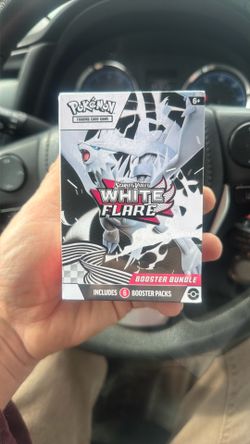 POKÉMON
TRADING CARD GAME
6+
SCARLET & VIOLET
WHITE
FLARE
BOOSTER BUNDLE
INCLUDES 6 BOOSTER PACKS